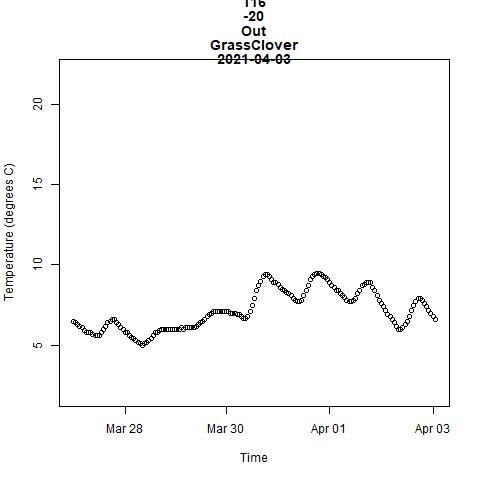 T16
-20
Out
GrassClover
2021-04-03
20
15
10
5
Temperature (degrees C)
Mar 28 Mar 30 Apr 01 Apr 03
Time